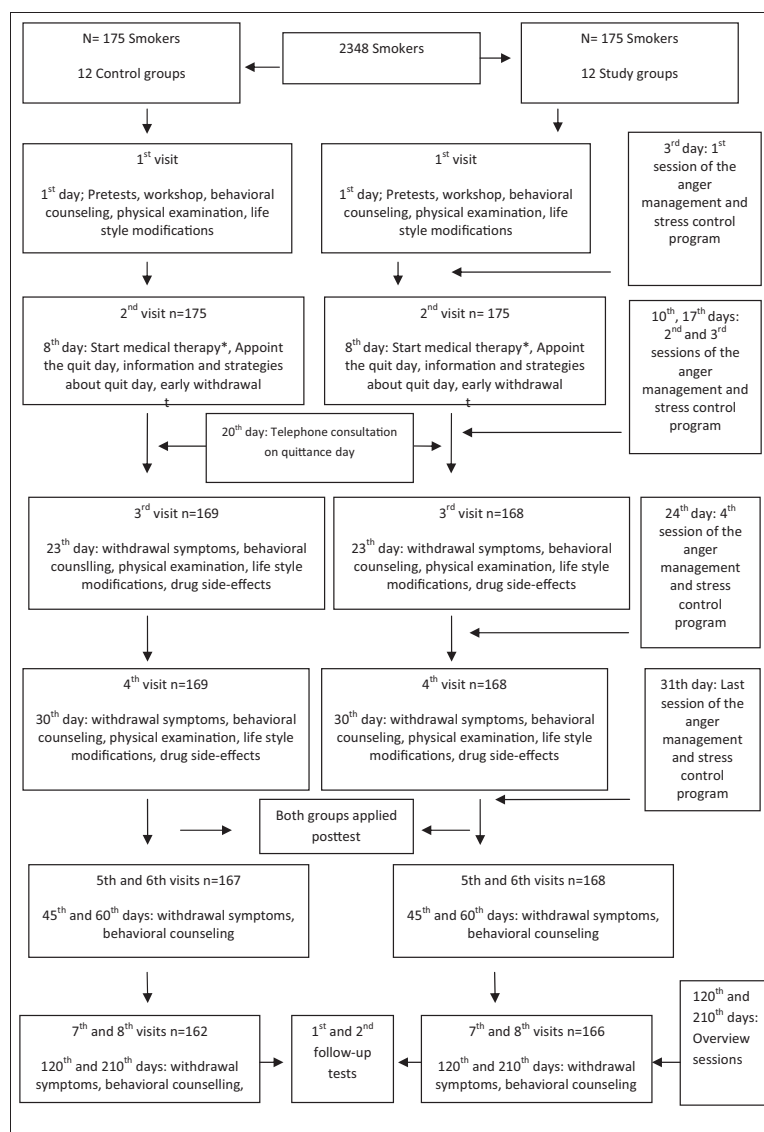 N= 175 Smokers
12 Control groups
2348 Smokers
N= 175 Smokers
12 Study groups
1st visit
1st day; Pretests, workshop, behavioral
counseling, physical examination, life
style modifications
1st visit
1st day; Pretests, workshop, behavioral
counseling, physical examination, life
style modifications
3rd day: 1st
session of the
anger
management and
stress control
program
2nd visit n=175
8th day: Start medical therapy*, Appoint
the quit day, information and strategies
about quit day, early withdrawal
t
2nd visit n= 175
8th day: Start medical therapy*, Appoint
the quit day, information and strategies
about quit day, early withdrawal
t
10th, 17th days:
2nd and 3rd
sessions of the
anger
management and
stress control
program
20th day: Telephone consultation
on quittance day
3rd visit n=169
23th day: withdrawal symptoms, behavioral
counslling, physical examination, life style
modifications, drug side-effects
3rd visit n=168
23th day: withdrawal symptoms, behavioral
counseling, physical examination, life style
modifications, drug side-effects
24th day: 4th
session of the
anger
management
and stress
control
program
4th visit n=169
30th day: withdrawal symptoms, behavioral
counseling, physical examination, life style
modifications, drug side-effects
4th visit n=168
30th day: withdrawal symptoms, behavioral
counseling, physical examination, life style
modifications, drug side-effects
31th day: Last
session of the
anger
management
and stress
control
program
Both groups applied
posttest
5th and 6th visits n=167
45th and 60th days: withdrawal symptoms,
behavioral counseling
5th and 6th visits n=168
45th and 60th days: withdrawal symptoms,
behavioral counseling
7th and 8th visits n=162
120th and 210th days: withdrawal
symptoms, behavioral counselling,
1st and 2nd
follow-up
tests
7th and 8th visits n=166
120th and 210th days: withdrawal
symptoms, behavioral counseling
120th and
210th days:
Overview
sessions